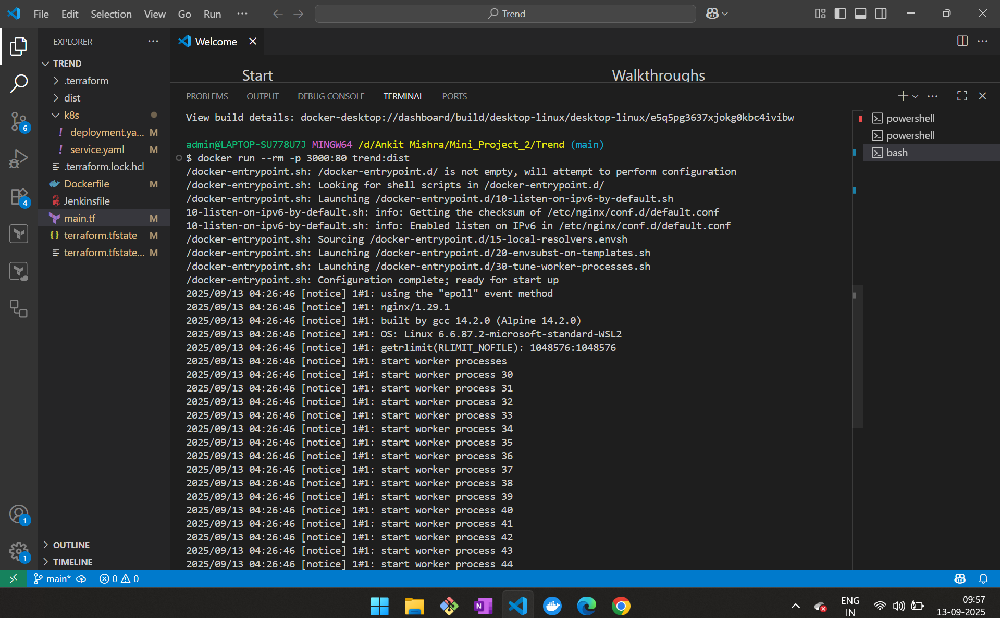 File Edit Selection View Go Run ...
Trend
EXPLORER
TREND
.terraform
dist
k8s
! deployment.ya... M
! service.yaml M
.terraform.lock.hcl
Dockerfile M
Jenkinsfile
main.tf M
{} terraform.tfstate M
terraform.tfstate... M
OUTLINE
TIMELINE
6
4
1
1
Welcome
Start
Walkthroughs
PROBLEMS OUTPUT DEBUG CONSOLE TERMINAL PORTS
View build details: docker-desktop://dashboard/build/desktop-linux/desktop-linux/e5q5pg3637xjokg0kbc4ivibw
admin@LAPTOP-SU778U7J MINGW64 /d/Ankit Mishra/Mini_Project_2/Trend (main)
$ docker run --rm -p 3000:80 trend:dist
/docker-entrypoint.sh: /docker-entrypoint.d/ is not empty, will attempt to perform configuration
/docker-entrypoint.sh: Looking for shell scripts in /docker-entrypoint.d/
/docker-entrypoint.sh: Launching /docker-entrypoint.d/10-listen-on-ipv6-by-default.sh
10-listen-on-ipv6-by-default.sh: info: Getting the checksum of /etc/nginx/conf.d/default.conf
10-listen-on-ipv6-by-default.sh: info: Enabled listen on IPv6 in /etc/nginx/conf.d/default.conf
/docker-entrypoint.sh: Sourcing /docker-entrypoint.d/15-local-resolvers.envsh
/docker-entrypoint.sh: Launching /docker-entrypoint.d/20-envsubst-on-templates.sh
/docker-entrypoint.sh: Launching /docker-entrypoint.d/30-tune-worker-processes.sh
/docker-entrypoint.sh: Configuration complete; ready for start up
2025/09/13 04:26:46 [notice] 1#1: using the "epoll" event method
2025/09/13 04:26:46 [notice] 1#1: nginx/1.29.1
2025/09/13 04:26:46 [notice] 1#1: built by gcc 14.2.0 (Alpine 14.2.0)
2025/09/13 04:26:46 [notice] 1#1: OS: Linux 6.6.87.2-microsoft-standard-WSL2
2025/09/13 04:26:46 [notice] 1#1: getrlimit(RLIMIT_NOFILE): 1048576:1048576
2025/09/13 04:26:46 [notice] 1#1: start worker processes
2025/09/13 04:26:46 [notice] 1#1: start worker process 30
2025/09/13 04:26:46 [notice] 1#1: start worker process 31
2025/09/13 04:26:46 [notice] 1#1: start worker process 32
2025/09/13 04:26:46 [notice] 1#1: start worker process 33
2025/09/13 04:26:46 [notice] 1#1: start worker process 34
2025/09/13 04:26:46 [notice] 1#1: start worker process 35
2025/09/13 04:26:46 [notice] 1#1: start worker process 36
2025/09/13 04:26:46 [notice] 1#1: start worker process 37
2025/09/13 04:26:46 [notice] 1#1: start worker process 38
2025/09/13 04:26:46 [notice] 1#1: start worker process 39
2025/09/13 04:26:46 [notice] 1#1: start worker process 40
2025/09/13 04:26:46 [notice] 1#1: start worker process 41
2025/09/13 04:26:46 [notice] 1#1: start worker process 42
2025/09/13 04:26:46 [notice] 1#1: start worker process 43
2025/09/13 04:26:46 [notice] 1#1: start worker process 44
powershell
powershell
bash
main* 0 0
ENG
IN
09:57
13-09-2025